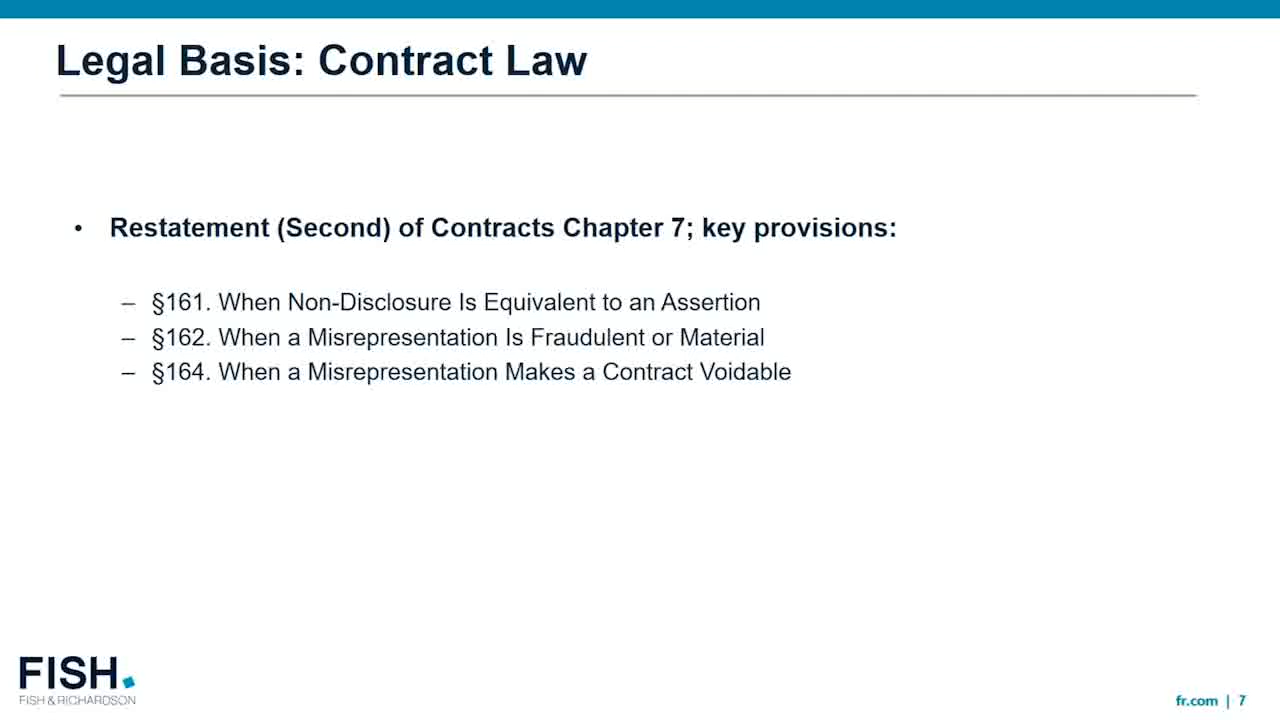 Legal Basis: Contract Law
• Restatement (Second) of Contracts Chapter 7; key provisions:
– §161. When Non-Disclosure Is Equivalent to an Assertion
– §162. When a Misrepresentation Is Fraudulent or Material
– §164. When a Misrepresentation Makes a Contract Voidable
FISH.
FISH & RICHARDSON
fr.com | 7